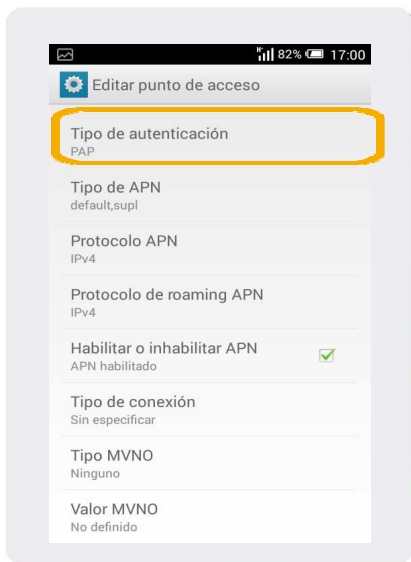 H 82% 17:00
Editar punto de acceso
Tipo de autenticación
PAP
Tipo de APN
default,supl
Protocolo APN
IPv4
Protocolo de roaming APN
IPv4
Habilitar o inhabilitar APN
APN habilitado
Tipo de conexión
Sin especificar
Tipo MVNO
Ninguno
Valor MVNO
No definido